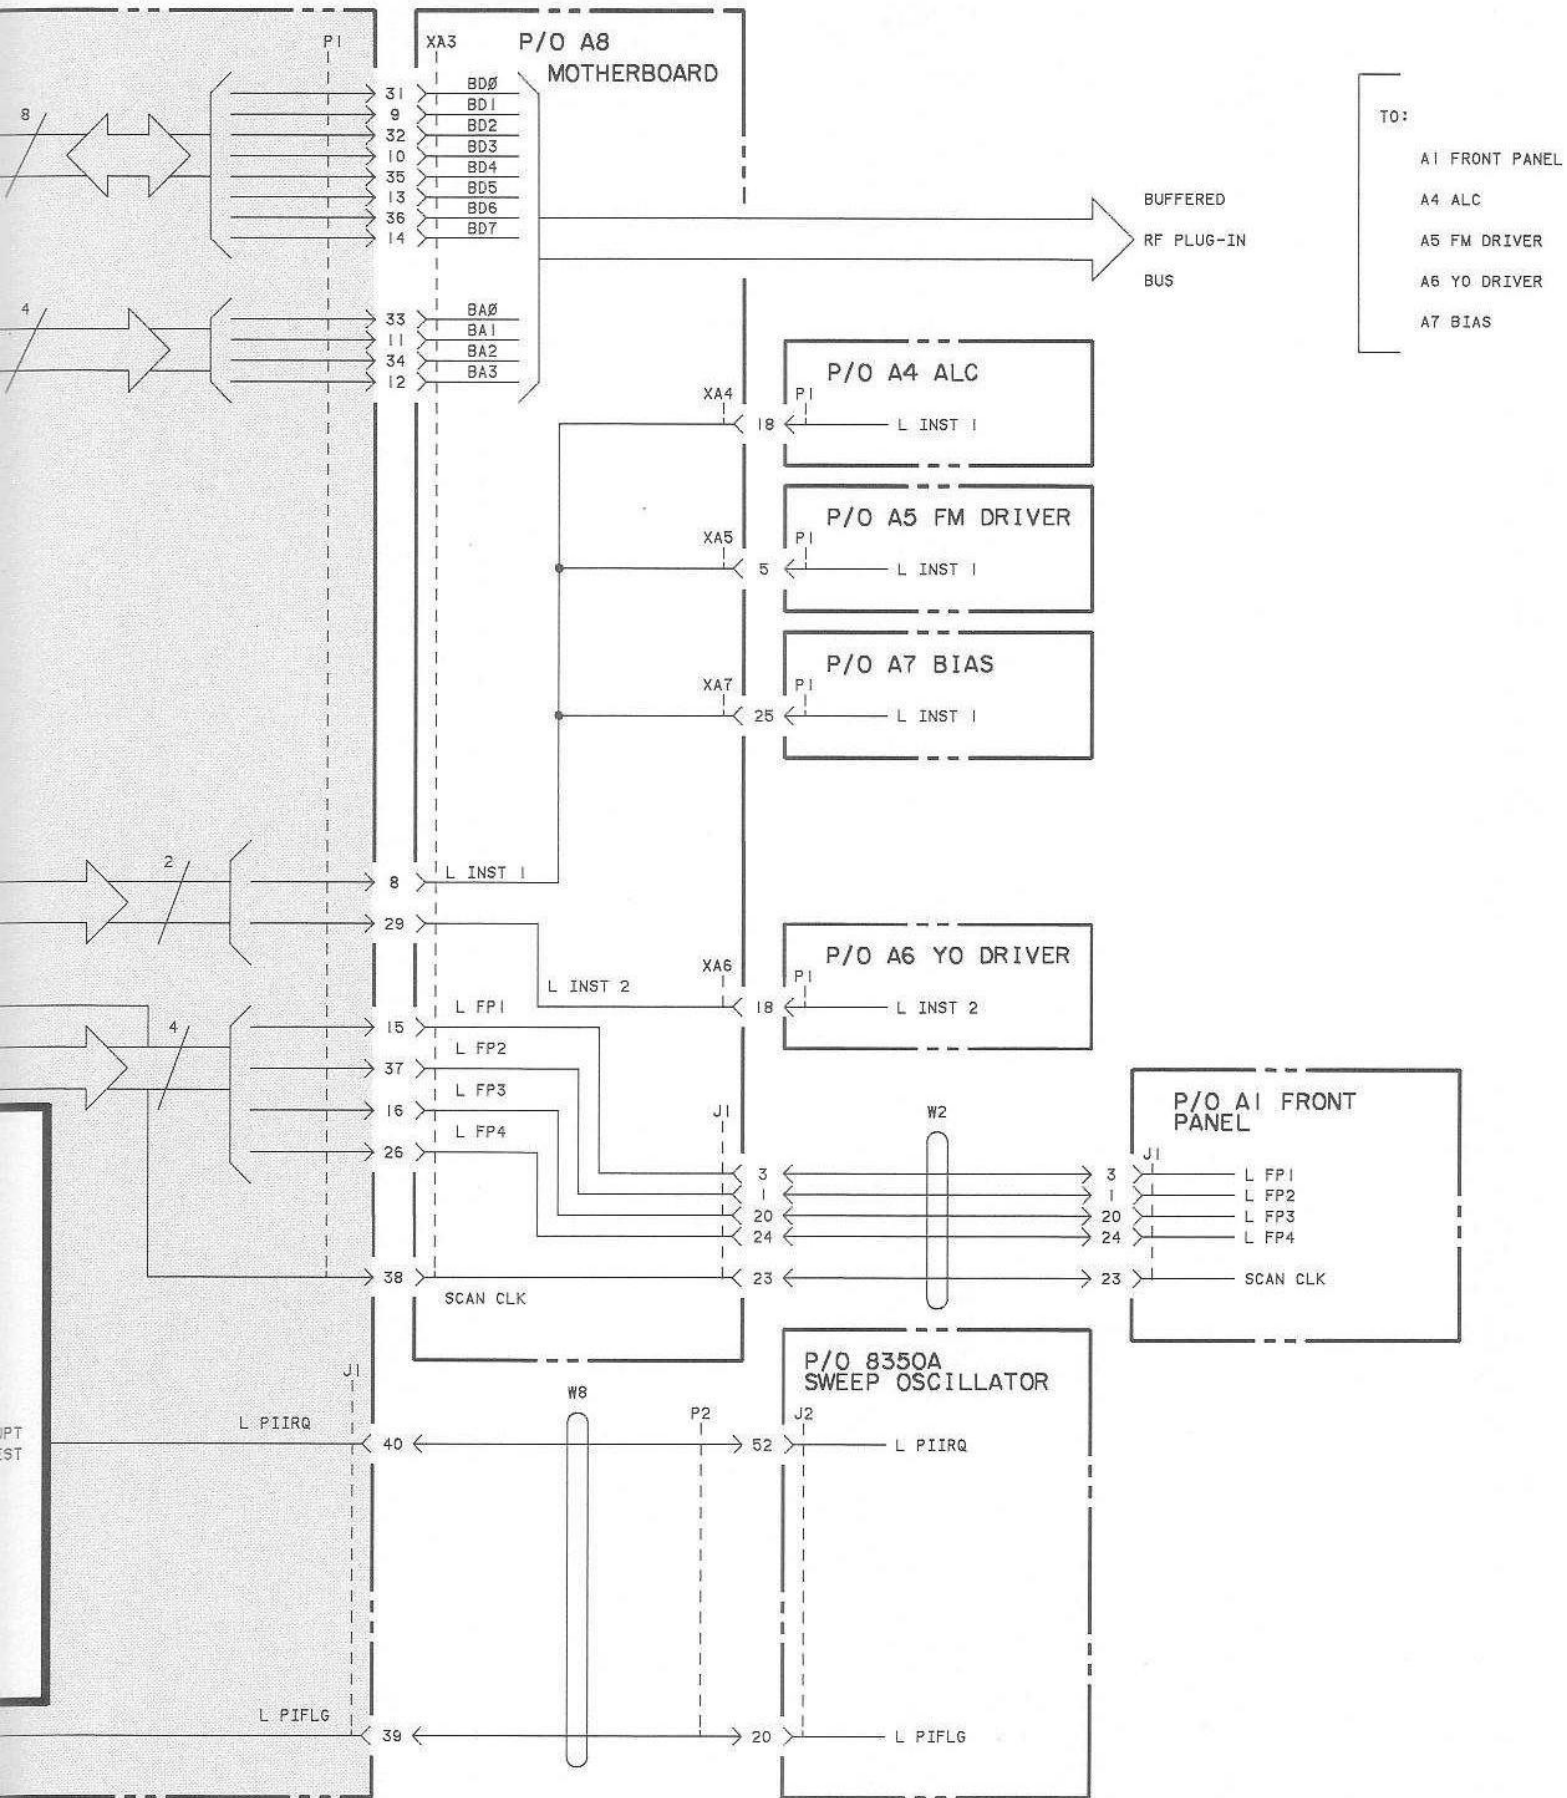 P1
XA3
P/O A8
MOTHERBOARD
8
31 BDØ
9 BD1
32 BD2
10 BD3
35 BD4
13 BD5
36 BD6
14 BD7
BUFFERED
RF PLUG-IN
BUS
TO:
A1 FRONT PANEL
A4 ALC
A5 FM DRIVER
A6 YO DRIVER
A7 BIAS
4
33 BAØ
11 BA1
34 BA2
12 BA3
P/O A4 ALC
XA4 P1
18 L INST 1
P/O A5 FM DRIVER
XA5 P1
5 L INST 1
P/O A7 BIAS
XA7 P1
25 L INST 1
2
8 L INST 1
29
L INST 2
P/O A6 YO DRIVER
XA6 P1
18 L INST 2
4
15 L FP1
37 L FP2
16 L FP3
26 L FP4
J1
W2
P/O A1 FRONT
PANEL
J1
3 3 L FP1
1 1 L FP2
20 20 L FP3
24 24 L FP4
38 SCAN CLK 23 23 SCAN CLK
P/O 8350A
SWEEP OSCILLATOR
J1
W8
P2
J2
OPT
EST
L PIIRQ 40 52 L PIIRQ
L PIFLG 39 20 L PIFLG